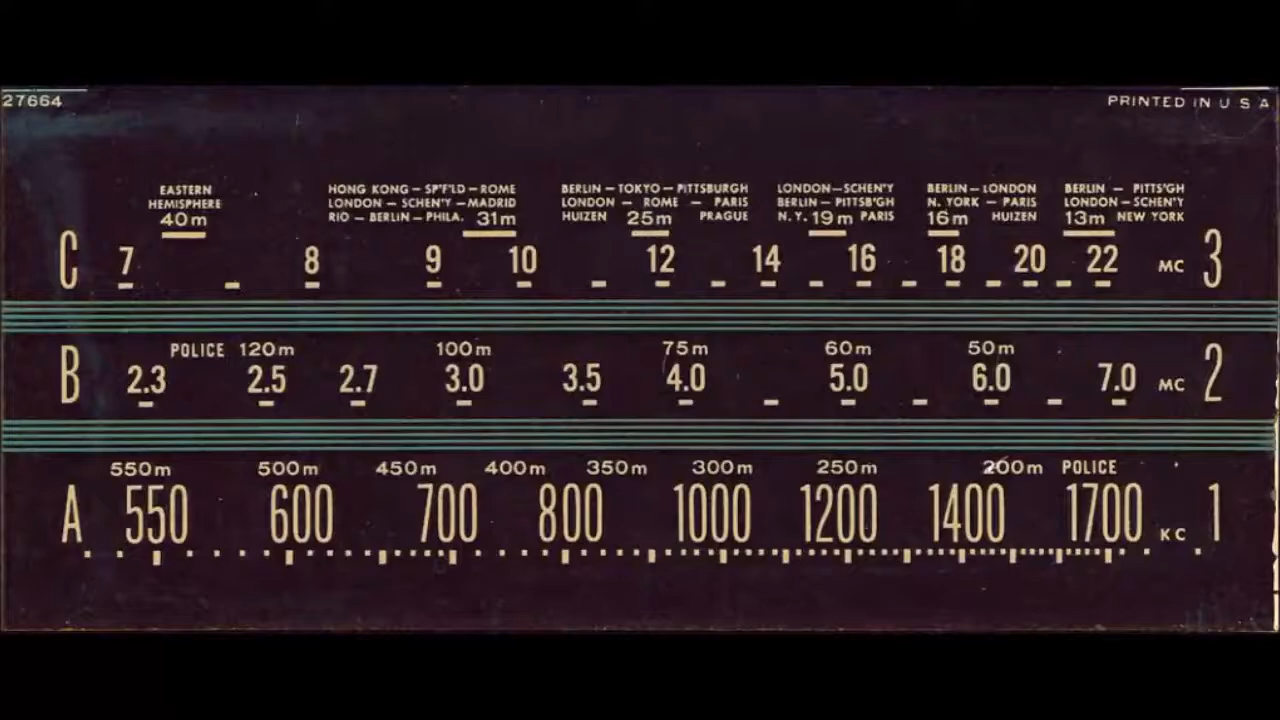 27664
PRINTED IN U S A
EASTERN
HEMISPHERE
40m
HONG KONG — SP'F'LD — ROME
LONDON — SCHEN'Y — MADRID
RIO — BERLIN — PHILA. 31m
BERLIN — TOKYO — PITTSBURGH
LONDON — ROME — PARIS
HUIZEN 25m PRAGUE
LONDON — SCHEN'Y
BERLIN — PITTSB'GH
N.Y. 19m PARIS
BERLIN — LONDON
N. YORK — PARIS
16m HUIZEN
BERLIN — PITTS'GH
LONDON — SCHEN'Y
13m NEW YORK
C 7 8 9 10 12 14 16 18 20 22 MC 3
POLICE 120m 100m 75m 60m 50m
B 2.3 2.5 2.7 3.0 3.5 4.0 5.0 6.0 7.0 MC 2
550m 500m 450m 400m 350m 300m 250m 200m POLICE
A 550 600 700 800 1000 1200 1400 1700 KC 1